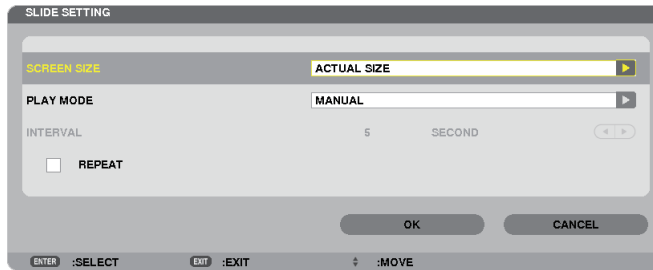 SLIDE SETTING
SCREEN SIZE ACTUAL SIZE
PLAY MODE MANUAL
INTERVAL 5 SECOND
REPEAT
OK CANCEL
ENTER :SELECT EXIT :EXIT :MOVE